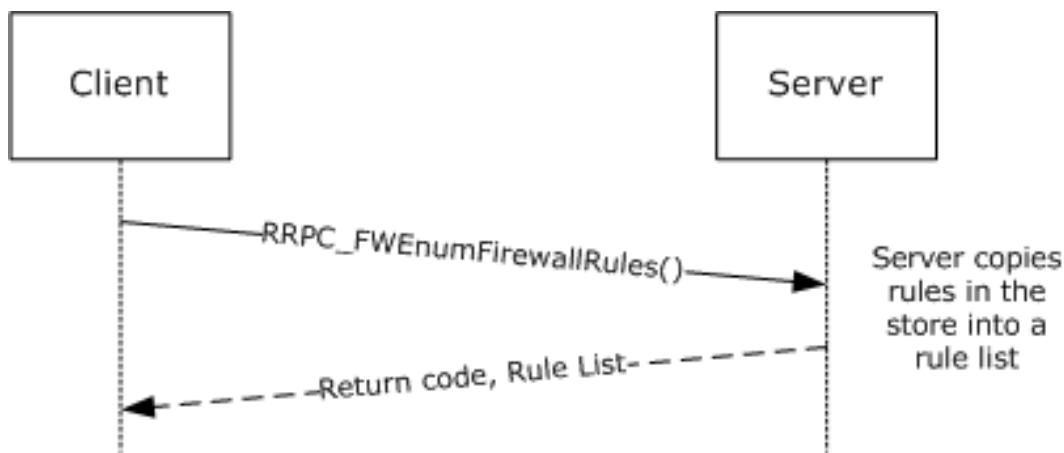 Client
Server
RRPC_FWEnumFirewallRules()
Server copies
rules in the
store into a
rule list
Return code, Rule List